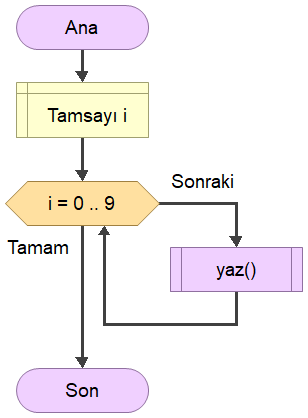 Ana
Tamsayı i
i = 0 .. 9
Sonraki
Tamam
yaz()
Son